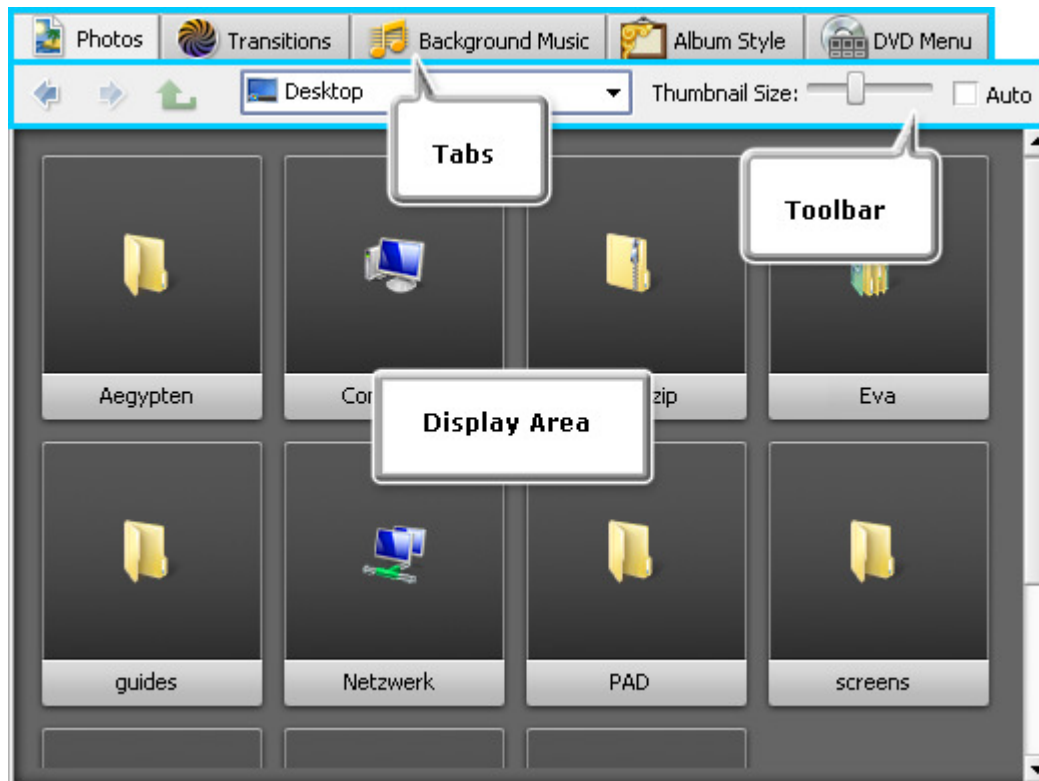 Photos Transitions Background Music Album Style DVD Menu
Desktop Thumbnail Size: Auto
Tabs
Toolbar
Aegypten zip Eva
Display Area
guides Netzwerk PAD screens